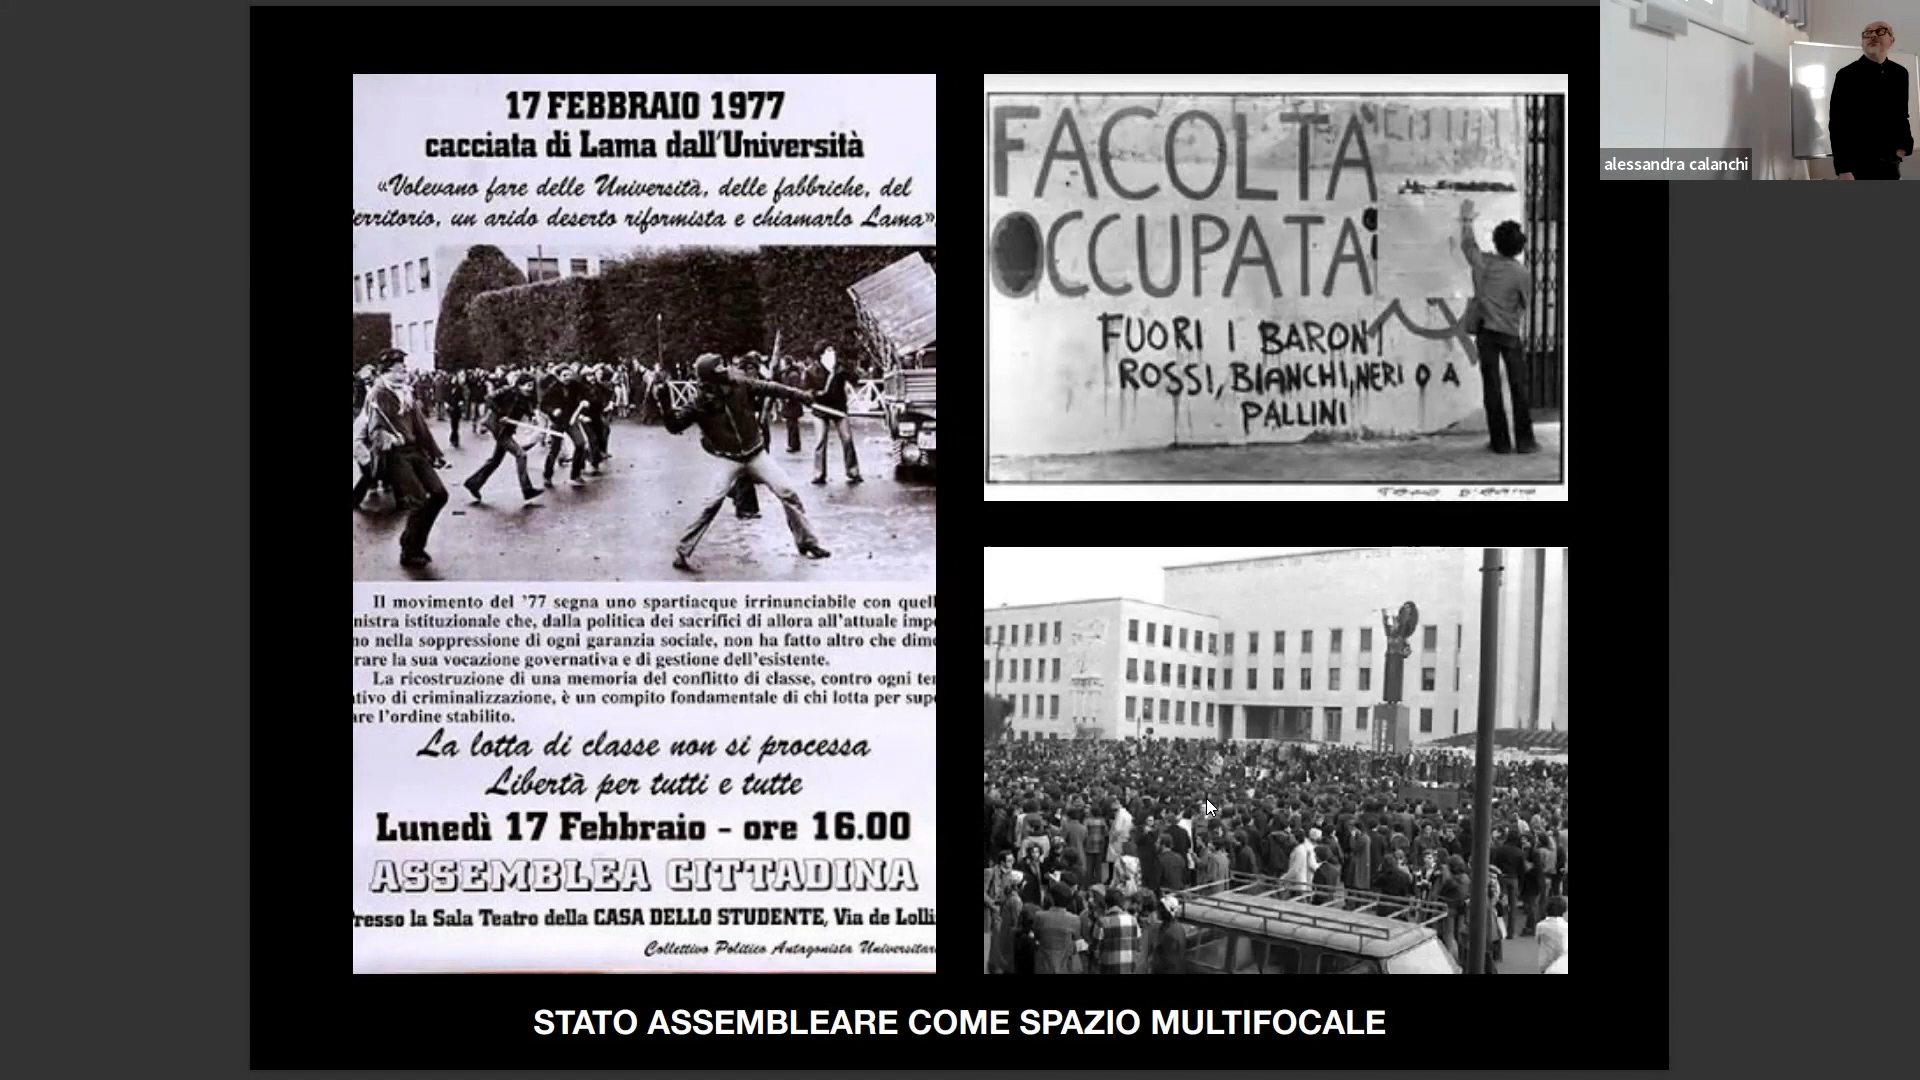 17 FEBBRAIO 1977
cacciata di Lama dall'Università
«Volevano fare delle Università, delle fabbriche, del
erritorio, un arido deserto riformista e chiamarlo Lama»
Il movimento del '77 segna uno spartiacque irrinunciabile con quell
nistra istituzionale che, dalla politica dei sacrifici di allora all'attuale impe
no nella soppressione di ogni garanzia sociale, non ha fatto altro che dimo
rare la sua vocazione governativa e di gestione dell'esistente.
La ricostruzione di una memoria del conflitto di classe, contro ogni ten
tivo di criminalizzazione, è un compito fondamentale di chi lotta per supe
are l'ordine stabilito.
La lotta di classe non si processa
Libertà per tutti e tutte
Lunedì 17 Febbraio - ore 16.00
ASSEMBLEA CITTADINA
resso la Sala Teatro della CASA DELLO STUDENTE, Via de Lolli
Collettivo Politico Antagonista Universitar
FACOLTA'
OCCUPATA
FUORI I BARONI
ROSSI, BIANCHI, NERI O A
PALLINI
STATO ASSEMBLEARE COME SPAZIO MULTIFOCALE
alessandra calanchi